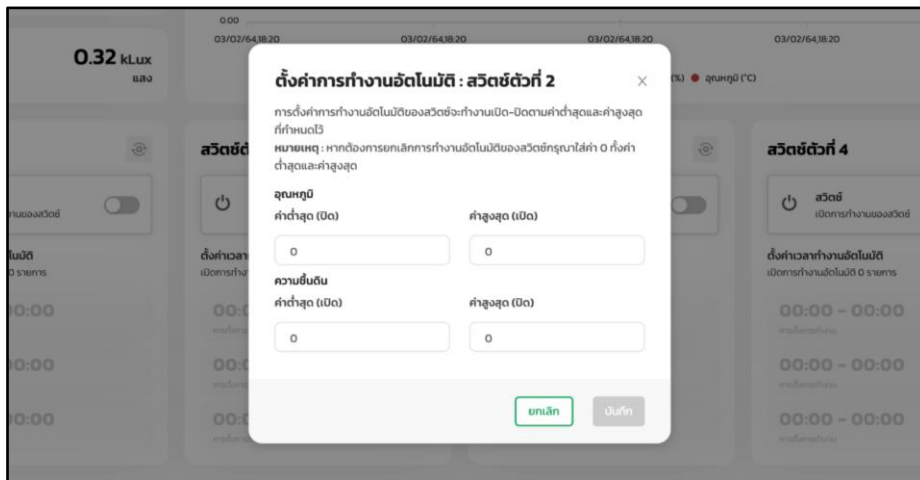 0.00
03/02/64,18:20 03/02/64,18:20 03/02/64,18:20 03/02/64,18:20
0.32 kLux
แสง
(%) อุณหภูมิ (°C)
ตั้งค่าการทำงานอัตโนมัติ : สวิตช์ตัวที่ 2
การตั้งค่าการทำงานอัตโนมัติของสวิตช์จะทำงานเปิด-ปิดตามค่าต่ำสุดและค่าสูงสุด
ที่กำหนดไว้
หมายเหตุ : หากต้องการยกเลิกการทำงานอัตโนมัติของสวิตช์กรุณาใส่ค่า 0 ทั้งค่า
ต่ำสุดและค่าสูงสุด
อุณหภูมิ
ค่าต่ำสุด (ปิด) ค่าสูงสุด (เปิด)
0 0
ความชื้นดิน
ค่าต่ำสุด (เปิด) ค่าสูงสุด (ปิด)
0 0
ยกเลิก บันทึก
สวิตช์ตัวที่ 4
สวิตช์
เปิดการทำงานของสวิตช์
ตั้งค่าเวลาทำงานอัตโนมัติ
เปิดการทำงานอัตโนมัติ 0 รายการ
00:00 - 00:00
00:00 - 00:00
00:00 - 00:00